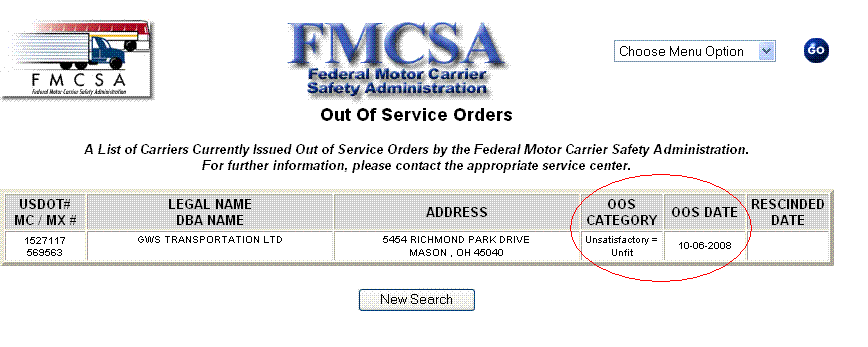 FMCSA
Federal Motor Carrier Safety Administration
FMCSA
Federal Motor Carrier
Safety Administration
Choose Menu Option
GO
Out Of Service Orders
A List of Carriers Currently Issued Out of Service Orders by the Federal Motor Carrier Safety Administration.
For further information, please contact the appropriate service center.
USDOT#
MC / MX #
LEGAL NAME
DBA NAME
ADDRESS
OOS
CATEGORY
OOS DATE
RESCINDED
DATE
1527117
569563
GWS TRANSPORTATION LTD
5454 RICHMOND PARK DRIVE
MASON , OH 45040
Unsatisfactory =
Unfit
10-06-2008
New Search